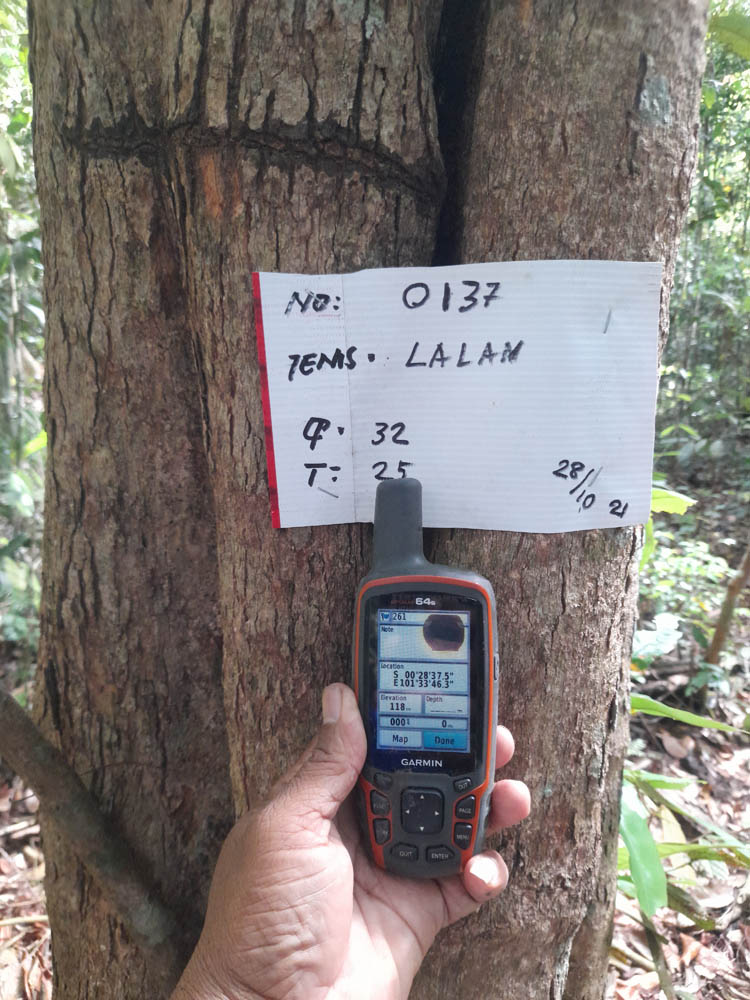 NO: 0137
JENIS. LALAN
φ. 32
T: 25
28/10 21
64s
261
Note
Location
S 00°28'37.5"
E 101°33'46.3"
Elevation Depth
118 m
0 m
Map Done
GARMIN
OUT
PAGE
MENU
QUIT ENTER